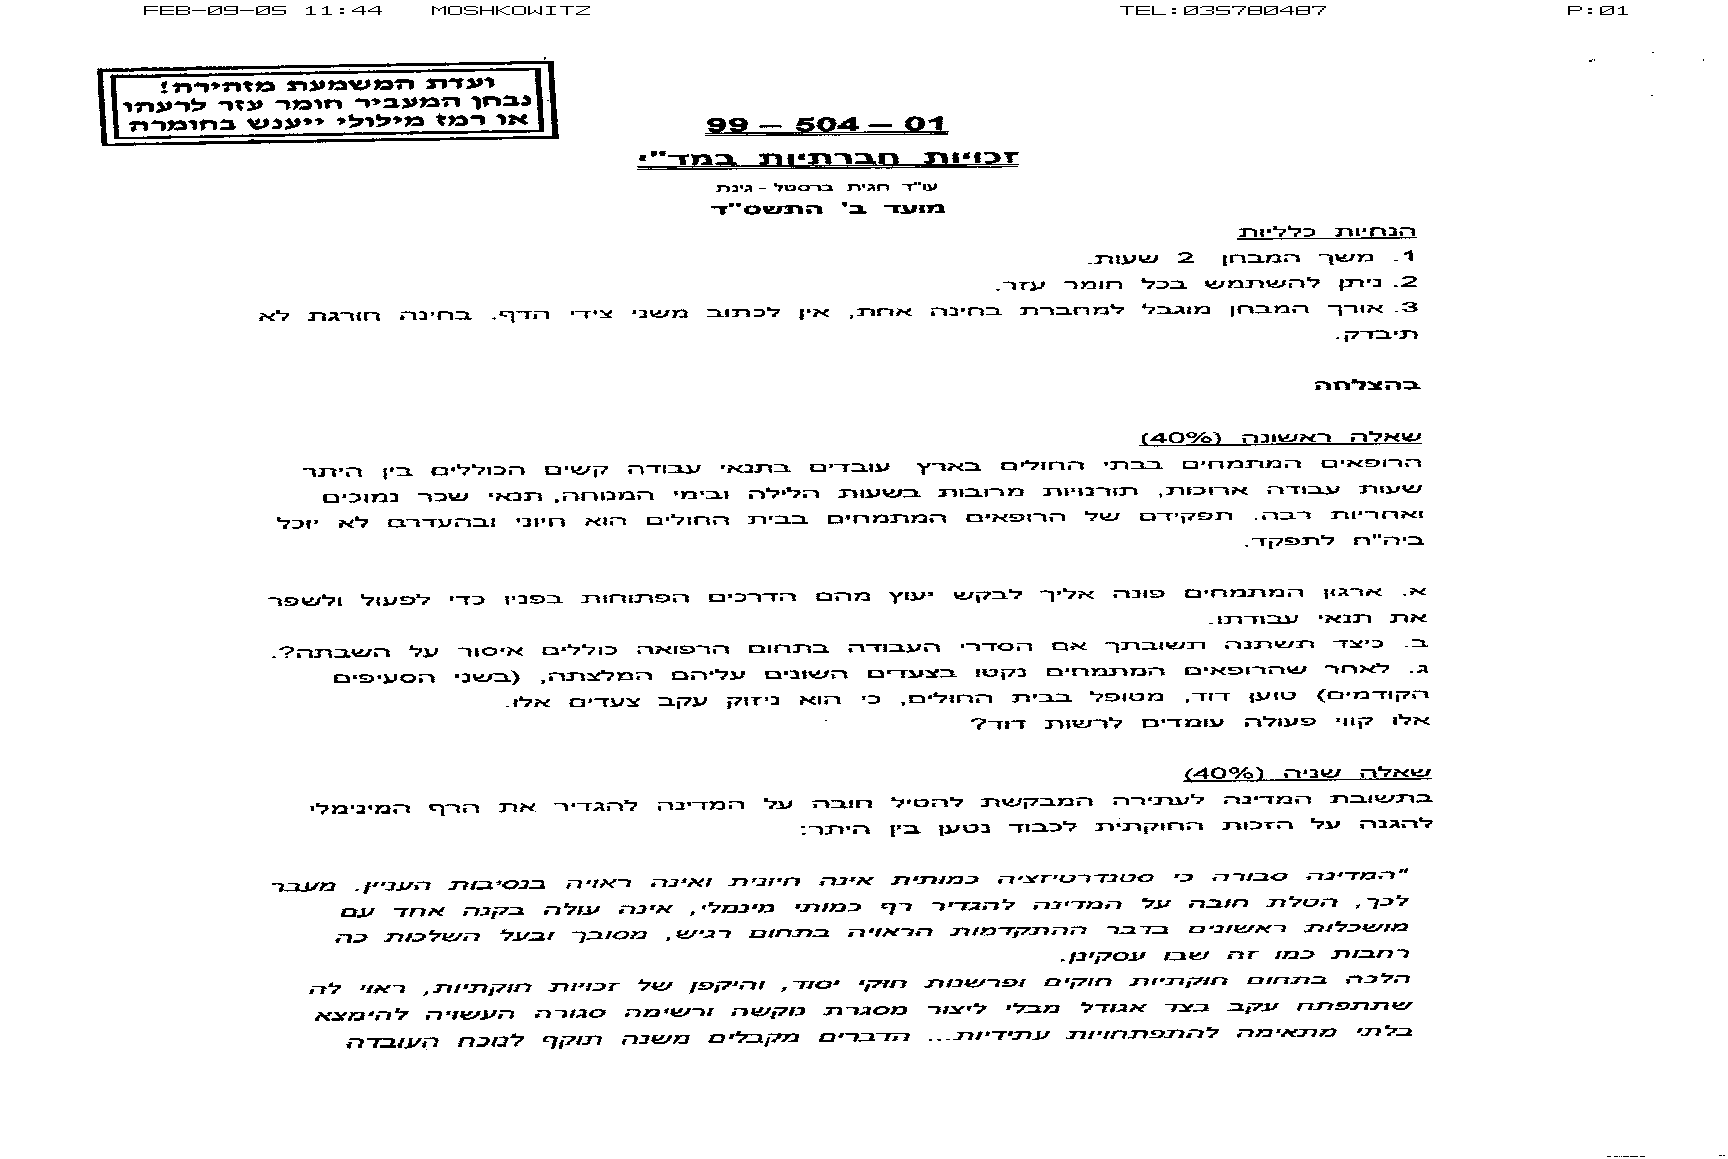 FEB-09-05 11:44 MOSHKOWITZ TEL:035780487 P:01
ועדת המשמעת מזהירה!
נבחן המעביר חומר עזר לרעהו
או רמז מילולי ייענש בחומרה
99 – 504 – 01
זכויות חברתיות במד"י
עו"ד חגית ברסטל - גינת
מועד ב' התשס"ד
הנחיות כלליות
1. משך המבחן 2 שעות.
2. ניתן להשתמש בכל חומר עזר.
3. אורך המבחן מוגבל למחברת בחינה אחת, אין לכתוב משני צידי הדף. בחינה חורגת לא
תיבדק.
בהצלחה
שאלה ראשונה (40%)
הרופאים המתמחים בבתי החולים בארץ עובדים בתנאי עבודה קשים הכוללים בין היתר
שעות עבודה ארוכות, תורנויות מרובות בשעות הלילה ובימי המנוחה, תנאי שכר נמוכים
ואחריות רבה. תפקידם של הרופאים המתמחים בבית החולים הוא חיוני ובהעדרם לא יוכל
ביה"ח לתפקד.
א. ארגון המתמחים פונה אליך לבקש יעוץ מהם הדרכים הפתוחות בפניו כדי לפעול ולשפר
את תנאי עבודתו.
ב. כיצד תשתנה תשובתך אם הסדרי העבודה בתחום הרפואה כוללים איסור על השבתה?.
ג. לאחר שהרופאים המתמחים נקטו בצעדים השונים עליהם המלצתה, (בשני הסעיפים
הקודמים) טוען דוד, מטופל בבית החולים, כי הוא ניזוק עקב צעדים אלו.
אלו קווי פעולה עומדים לרשות דוד?
שאלה שניה (40%)
בתשובת המדינה לעתירה המבקשת להטיל חובה על המדינה להגדיר את הרף המינימלי
להגנה על הזכות החוקתית לכבוד נטען בין היתר:
"המדינה סבורה כי סטנדרטיזציה כמותית אינה חיונית ואינה ראויה בנסיבות העניין. מעבר
לכך, הטלת חובה על המדינה להגדיר רף כמותי מינמלי, אינה עולה בקנה אחד עם
מושכלות ראשונים בדבר ההתקדמות הראויה בתחום רגיש, מסובך ובעל השלכות כה
רחבות כמו זה שבו עסקינן.
הלכה בתחום חוקתיות חוקים ופרשנות חוקי יסוד, והיקפן של זכויות חוקתיות, ראוי לה
שתתפתח עקב בצד אגודל מבלי ליצור מסגרת נוקשה ורשימה סגורה העשויה להימצא
בלתי מתאימה להתפתחויות עתידיות... הדברים מקבלים משנה תוקף לנוכח העובדה